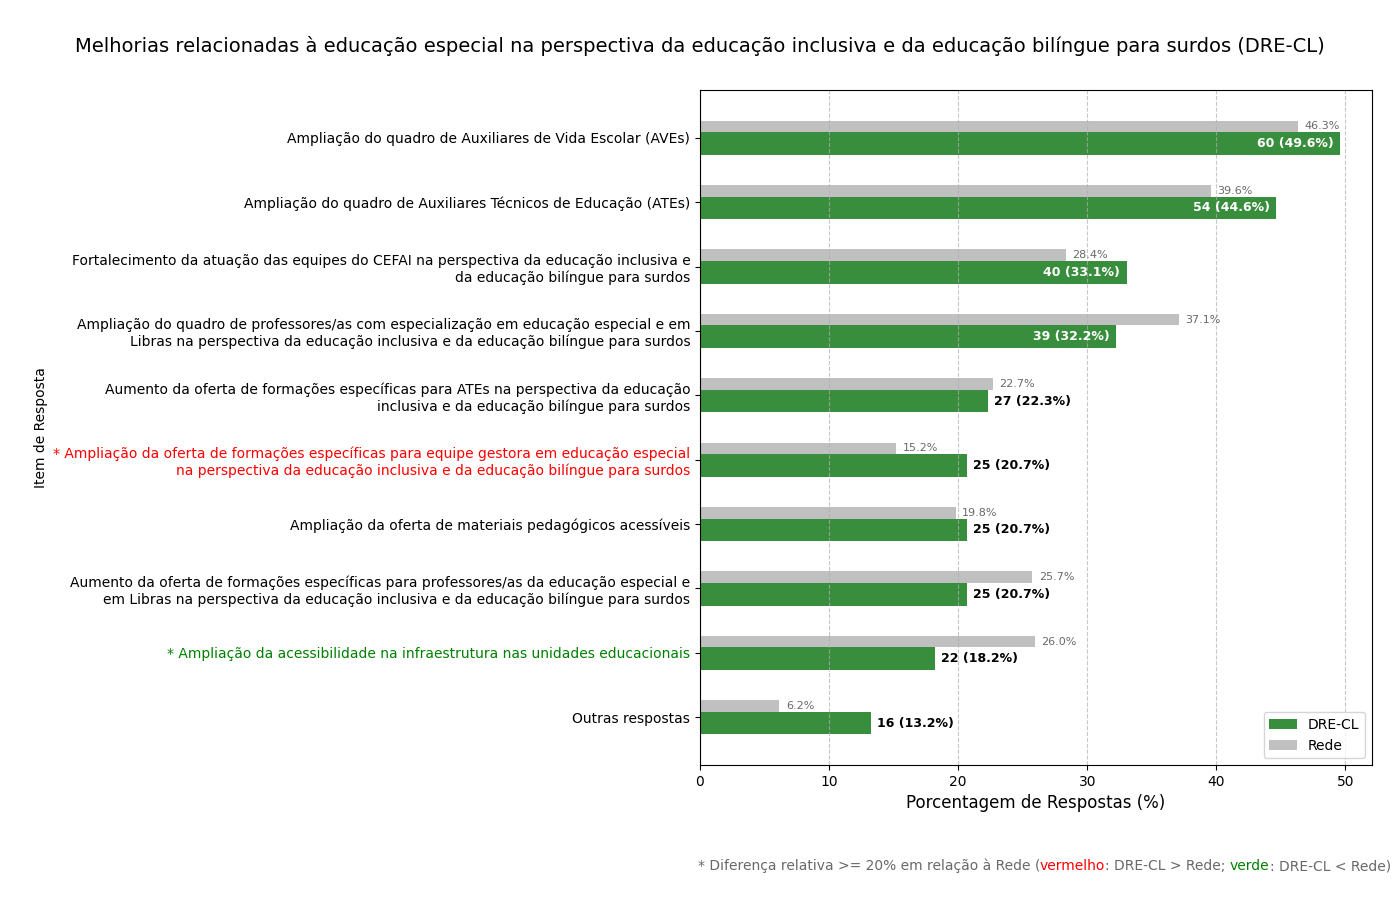 Melhorias relacionadas à educação especial na perspectiva da educação inclusiva e da educação bilíngue para surdos (DRE-CL)
Ampliação do quadro de Auxiliares de Vida Escolar (AVEs)
46.3%
60 (49.6%)
Ampliação do quadro de Auxiliares Técnicos de Educação (ATEs)
39.6%
54 (44.6%)
Fortalecimento da atuação das equipes do CEFAI na perspectiva da educação inclusiva e
da educação bilíngue para surdos
28.4%
40 (33.1%)
Ampliação do quadro de professores/as com especialização em educação especial e em
Libras na perspectiva da educação inclusiva e da educação bilíngue para surdos
37.1%
39 (32.2%)
Aumento da oferta de formações específicas para ATEs na perspectiva da educação
inclusiva e da educação bilíngue para surdos
22.7%
27 (22.3%)
* Ampliação da oferta de formações específicas para equipe gestora em educação especial
na perspectiva da educação inclusiva e da educação bilíngue para surdos
15.2%
25 (20.7%)
Ampliação da oferta de materiais pedagógicos acessíveis
19.8%
25 (20.7%)
Aumento da oferta de formações específicas para professores/as da educação especial e
em Libras na perspectiva da educação inclusiva e da educação bilíngue para surdos
25.7%
25 (20.7%)
* Ampliação da acessibilidade na infraestrutura nas unidades educacionais
26.0%
22 (18.2%)
Outras respostas
6.2%
16 (13.2%)
Item de Resposta
DRE-CL
Rede
0 10 20 30 40 50
Porcentagem de Respostas (%)
* Diferença relativa >= 20% em relação à Rede (vermelho: DRE-CL > Rede; verde: DRE-CL < Rede)